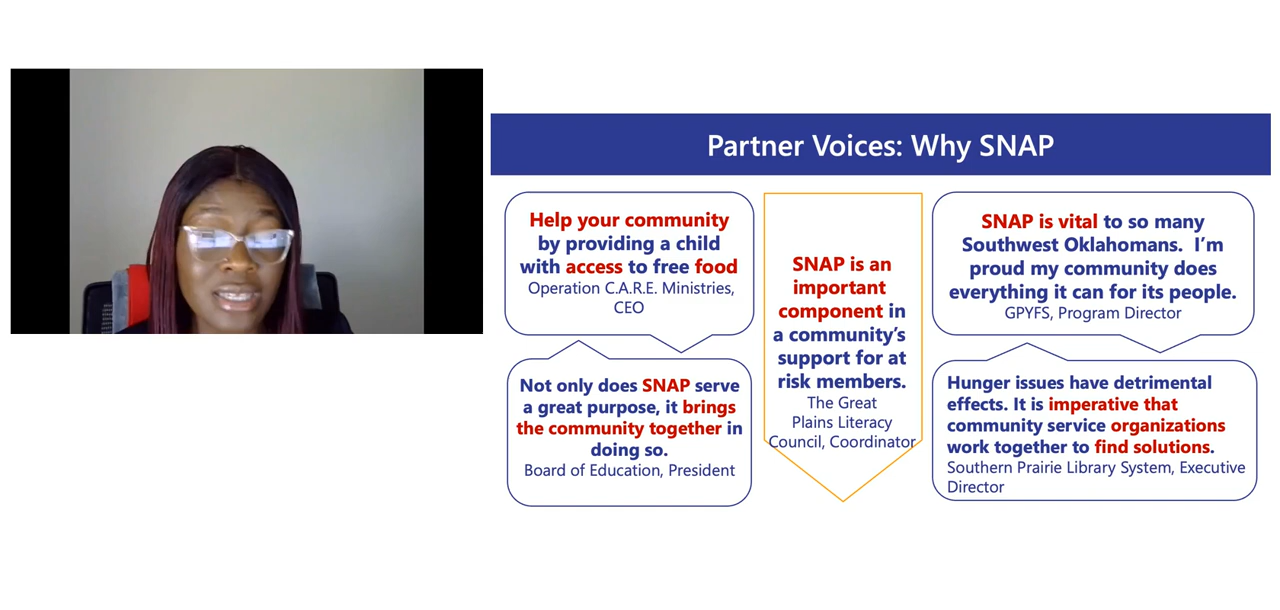 Partner Voices: Why SNAP
Help your community
by providing a child
with access to free food
Operation C.A.R.E. Ministries,
CEO
Not only does SNAP serve
a great purpose, it brings
the community together in
doing so.
Board of Education, President
SNAP is an
important
component in
a community’s
support for at
risk members.
The Great
Plains Literacy
Council, Coordinator
SNAP is vital to so many
Southwest Oklahomans. I’m
proud my community does
everything it can for its people.
GPYFS, Program Director
Hunger issues have detrimental
effects. It is imperative that
community service organizations
work together to find solutions.
Southern Prairie Library System, Executive
Director